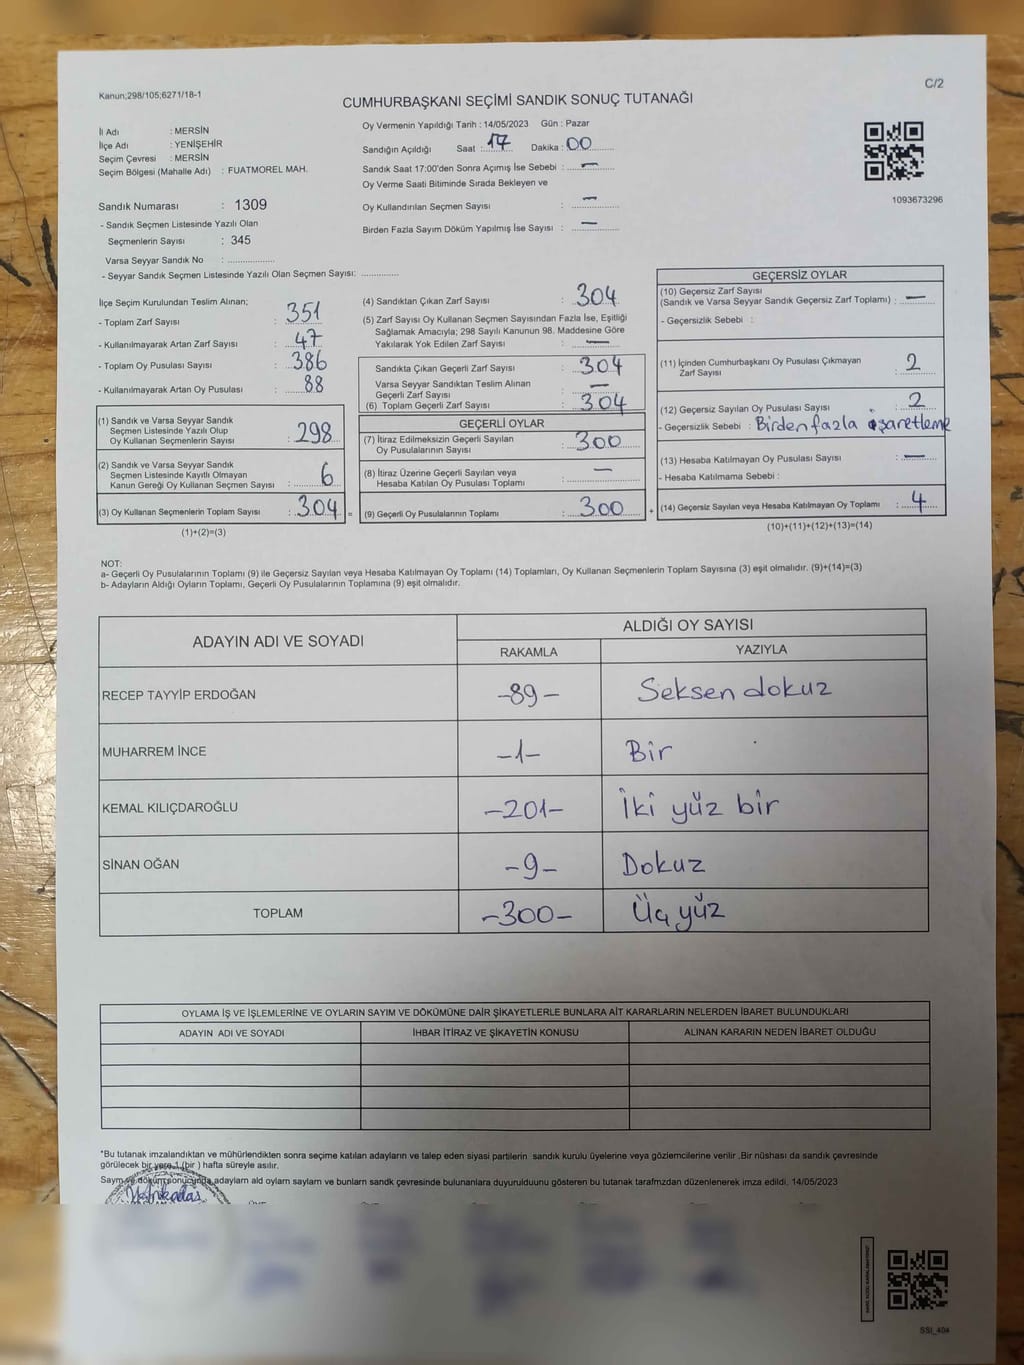 Kanun;298/105;6271/18-1
C/2
CUMHURBAŞKANI SEÇİMİ SANDIK SONUÇ TUTANAĞI
İl Adı : MERSİN
İlçe Adı : YENİŞEHİR
Seçim Çevresi : MERSİN
Seçim Bölgesi (Mahalle Adı) : FUATMOREL MAH.
Sandık Numarası : 1309
- Sandık Seçmen Listesinde Yazılı Olan
Seçmenlerin Sayısı : 345
Varsa Seyyar Sandık No :
- Seyyar Sandık Seçmen Listesinde Yazılı Olan Seçmen Sayısı:
Oy Vermenin Yapıldığı Tarih : 14/05/2023 Gün : Pazar
Sandığın Açıldığı Saat : 17 Dakika : 00
Sandık Saat 17:00'den Sonra Açımış İse Sebebi : —
Oy Verme Saati Bitiminde Sırada Bekleyen ve
Oy Kullandırılan Seçmen Sayısı : —
Birden Fazla Sayım Döküm Yapılmış İse Sayısı : —
1093673296
İlçe Seçim Kurulundan Teslim Alınan;
- Toplam Zarf Sayısı : 351
- Kullanılmayarak Artan Zarf Sayısı : 47
- Toplam Oy Pusulası Sayısı : 386
- Kullanılmayarak Artan Oy Pusulası : 88
(1) Sandık ve Varsa Seyyar Sandık
Seçmen Listesinde Yazılı Olup
Oy Kullanan Seçmenlerin Sayısı : 298
(2) Sandık ve Varsa Seyyar Sandık
Seçmen Listesinde Kayıtlı Olmayan
Kanun Gereği Oy Kullanan Seçmen Sayısı : 6
(3) Oy Kullanan Seçmenlerin Toplam Sayısı : 304 =
(1)+(2)=(3)
(4) Sandıktan Çıkan Zarf Sayısı : 304
(5) Zarf Sayısı Oy Kullanan Seçmen Sayısından Fazla İse, Eşitliği
Sağlamak Amacıyla; 298 Sayılı Kanunun 98. Maddesine Göre
Yakılarak Yok Edilen Zarf Sayısı : —
Sandıkta Çıkan Geçerli Zarf Sayısı : 304
Varsa Seyyar Sandıktan Teslim Alınan
Geçerli Zarf Sayısı : —
(6) Toplam Geçerli Zarf Sayısı : 304
GEÇERLİ OYLAR
(7) İtiraz Edilmeksizin Geçerli Sayılan
Oy Pusulalarının Sayısı : 300
(8) İtiraz Üzerine Geçerli Sayılan veya
Hesaba Katılan Oy Pusulası Toplamı : —
(9) Geçerli Oy Pusulalarının Toplamı : 300 +
GEÇERSİZ OYLAR
(10) Geçersiz Zarf Sayısı
(Sandık ve Varsa Seyyar Sandık Geçersiz Zarf Toplamı) : —
- Geçersizlik Sebebi :
(11) İçinden Cumhurbaşkanı Oy Pusulası Çıkmayan
Zarf Sayısı : 2
(12) Geçersiz Sayılan Oy Pusulası Sayısı : 2
- Geçersizlik Sebebi : Birden fazla işaretleme
(13) Hesaba Katılmayan Oy Pusulası Sayısı : —
- Hesaba Katılmama Sebebi :
(14) Geçersiz Sayılan veya Hesaba Katılmayan Oy Toplamı : 4
(10)+(11)+(12)+(13)=(14)
NOT:
a- Geçerli Oy Pusulalarının Toplamı (9) ile Geçersiz Sayılan veya Hesaba Katılmayan Oy Toplamı (14) Toplamları, Oy Kullanan Seçmenlerin Toplam Sayısına (3) eşit olmalıdır. (9)+(14)=(3)
b- Adayların Aldığı Oyların Toplamı, Geçerli Oy Pusulalarının Toplamına (9) eşit olmalıdır.
ADAYIN ADI VE SOYADI ALDIĞI OY SAYISI
RAKAMLA YAZIYLA
RECEP TAYYİP ERDOĞAN -89- Seksen dokuz
MUHARREM İNCE -1- Bir
KEMAL KILIÇDAROĞLU -201- İki yüz bir
SİNAN OĞAN -9- Dokuz
TOPLAM -300- Üç yüz
OYLAMA İŞ VE İŞLEMLERİNE VE OYLARIN SAYIM VE DÖKÜMÜNE DAİR ŞİKAYETLERLE BUNLARA AİT KARARLARIN NELERDEN İBARET BULUNDUKLARI
ADAYIN ADI VE SOYADI İHBAR İTİRAZ VE ŞİKAYETİN KONUSU ALINAN KARARIN NEDEN İBARET OLDUĞU
*Bu tutanak imzalandıktan ve mühürlendikten sonra seçime katılan adayların ve talep eden siyasi partilerin sandık kurulu üyelerine veya gözlemcilerine verilir .Bir nüshası da sandık çevresinde
görülecek bir yere 1 (bir ) hafta süreyle asılır.
Saym ve döküm sonucunda adaylarn ald oylarn saylarn ve bunlarn sandk çevresinde bulunanlara duyurulduunu gösteren bu tutanak tarafmzdan düzenlenerek imza edildi. 14/05/2023
SSI_404